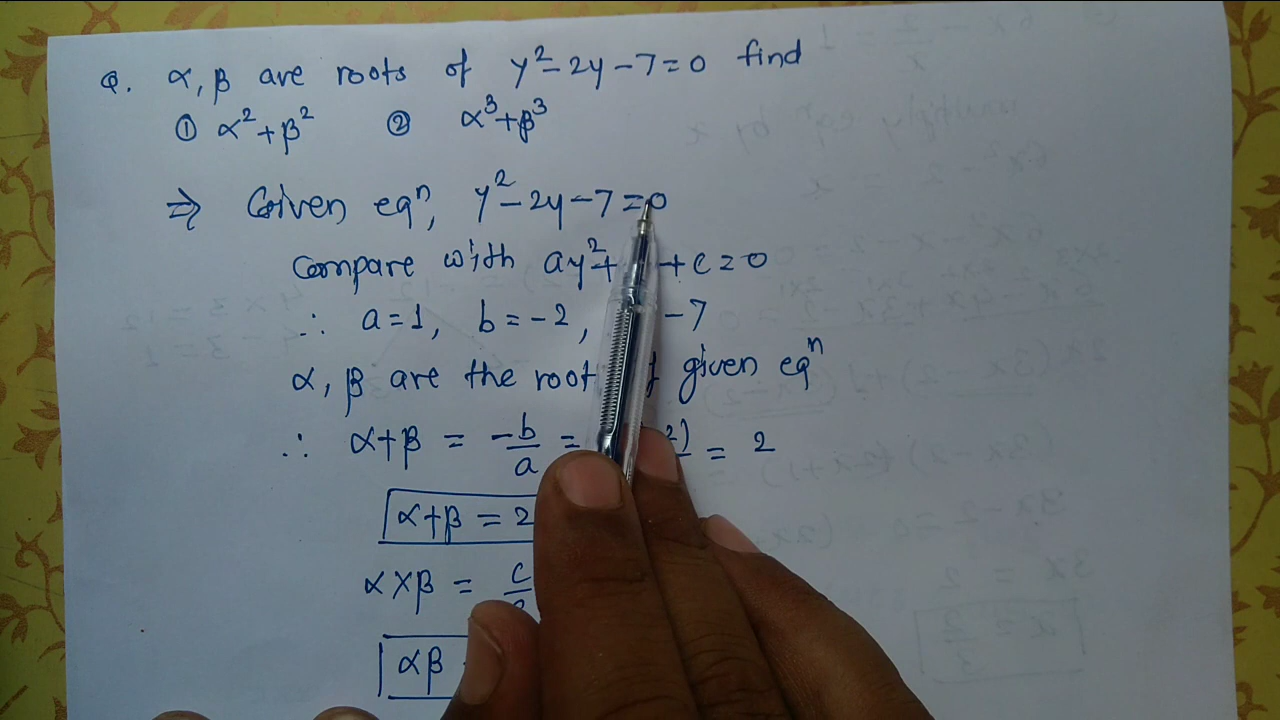 Q. α, β are roots of y²-2y-7=0 find
① α²+β² ② α³+β³
⇒ Given eqⁿ, y²-2y-7=0
Compare with ay²+ +c=0
∴ a=1, b=-2, -7
α, β are the root given eqⁿ
∴ α+β = -b/a = = 2
α+β = 2
α×β = c
αβ